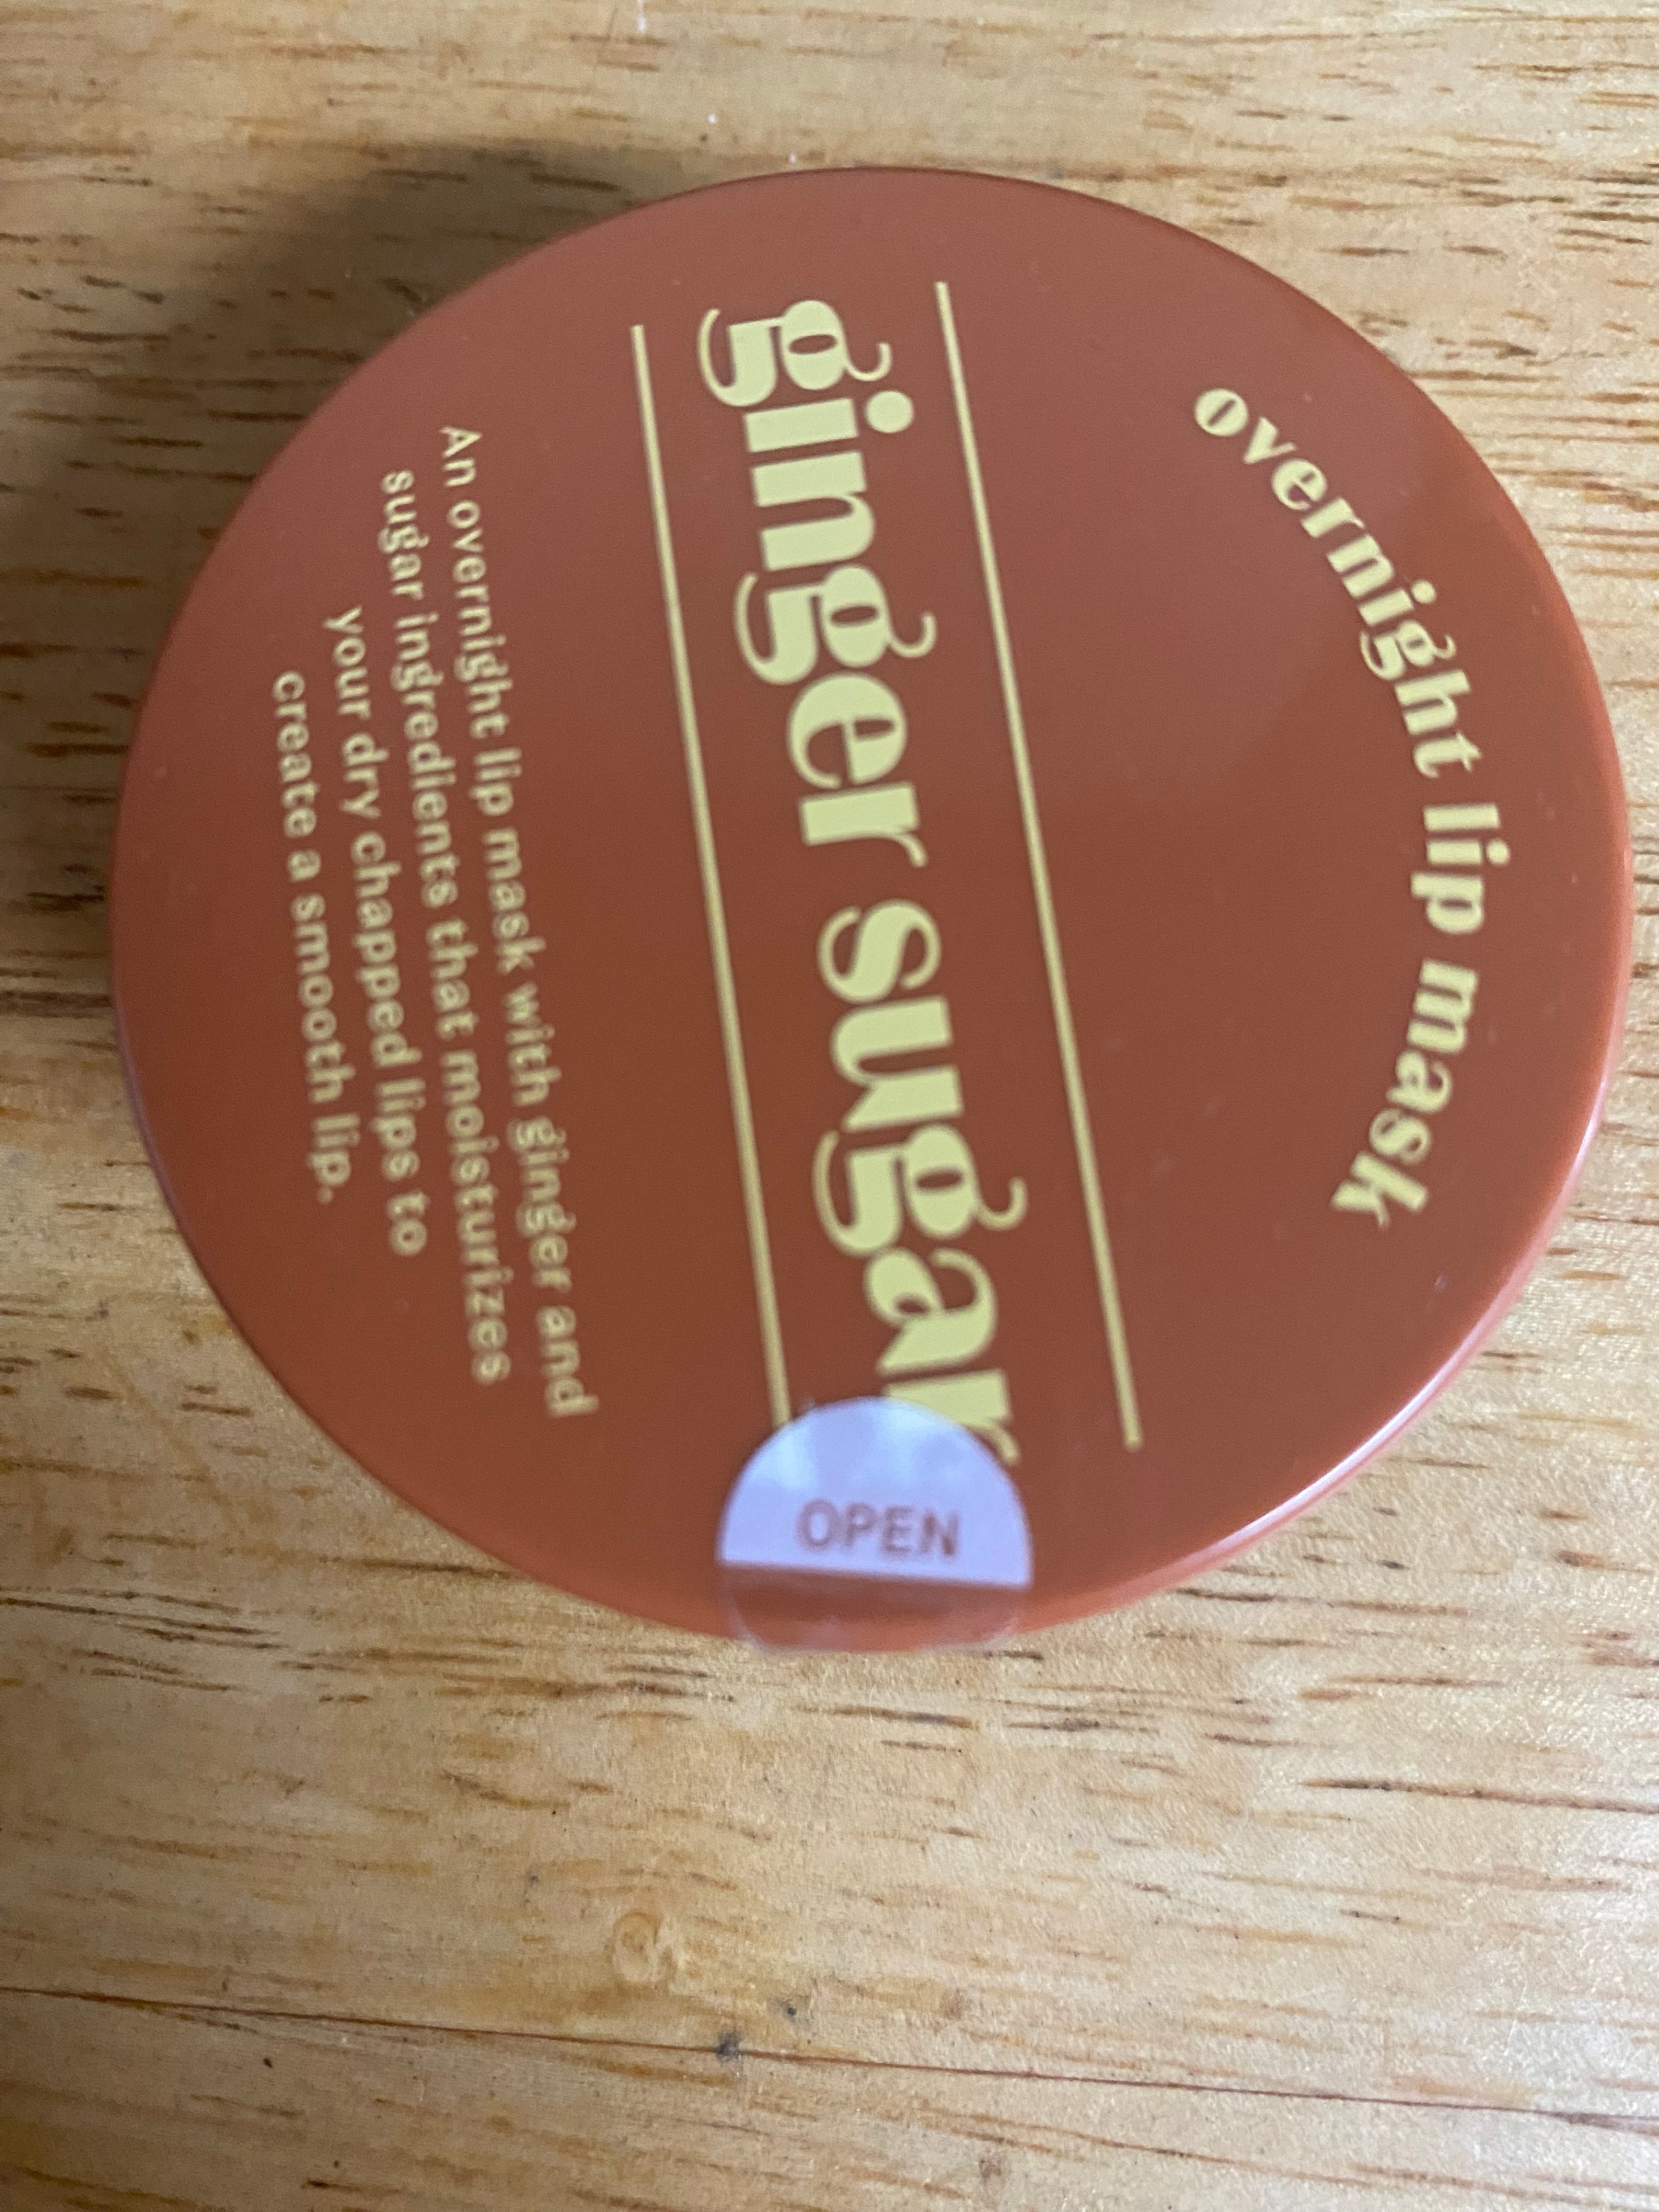 overnight lip mask
ginger sugar
An overnight lip mask with ginger and
sugar ingredients that moisturizes
your dry chapped lips to
create a smooth lip.
OPEN